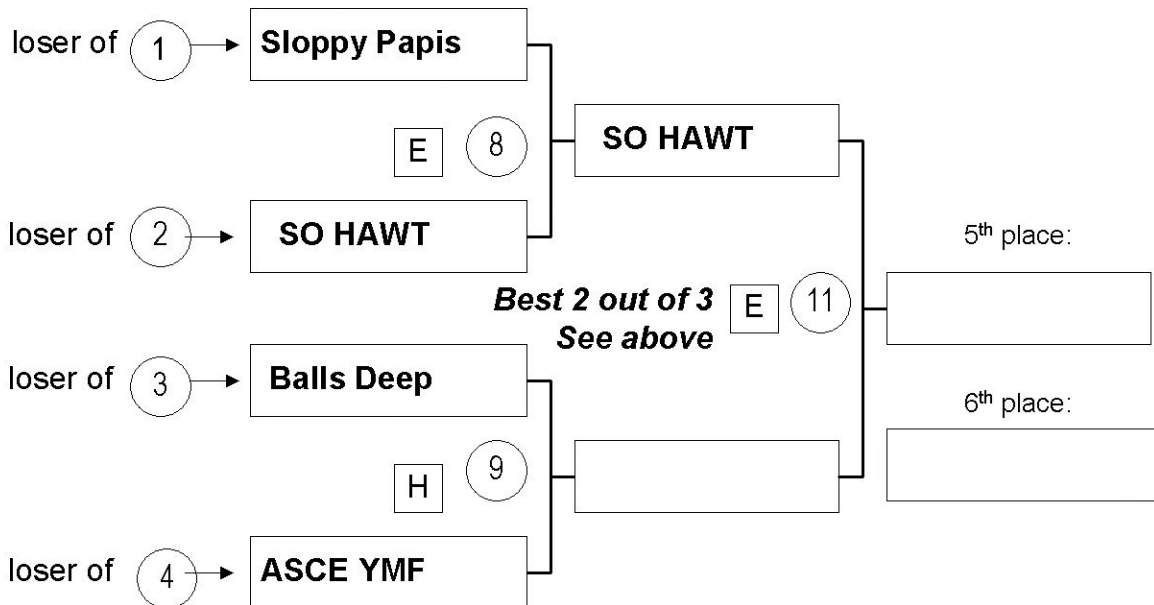 loser of 1 Sloppy Papis
E 8 SO HAWT
loser of 2 SO HAWT
5th place:
Best 2 out of 3 E 11
See above
loser of 3 Balls Deep
6th place:
H 9
loser of 4 ASCE YMF